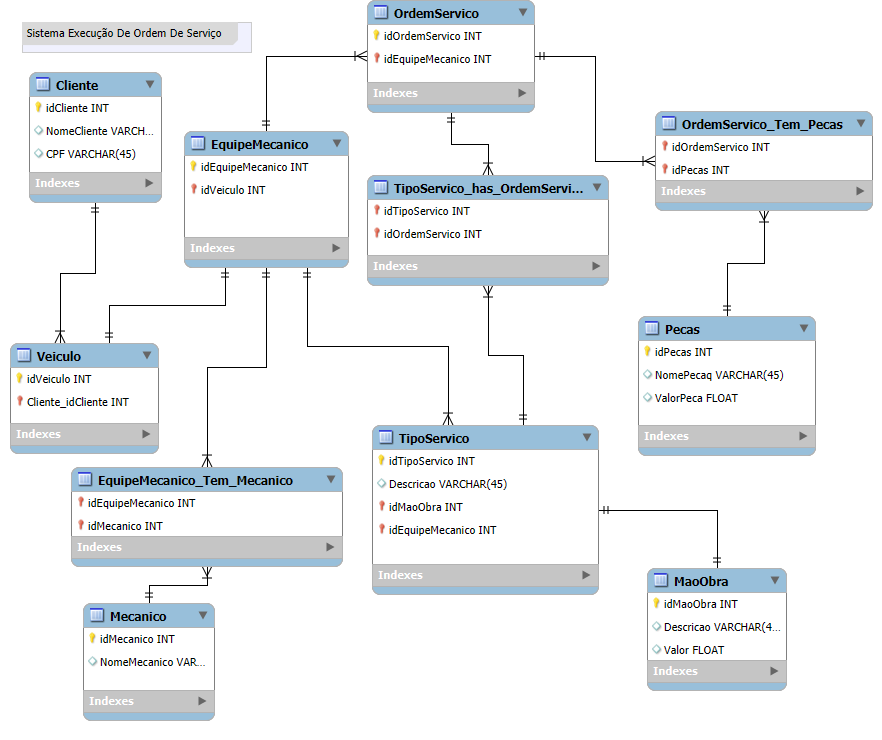 Sistema Execução De Ordem De Serviço
OrdemServico
idOrdemServico INT
idEquipeMecanico INT
Indexes
Cliente
idCliente INT
NomeCliente VARCH...
CPF VARCHAR(45)
Indexes
EquipeMecanico
idEquipeMecanico INT
idVeiculo INT
Indexes
OrdemServico_Tem_Pecas
idOrdemServico INT
idPecas INT
Indexes
TipoServico_has_OrdemServi...
idTipoServico INT
idOrdemServico INT
Indexes
Veiculo
idVeiculo INT
Cliente_idCliente INT
Indexes
Pecas
idPecas INT
NomePecaq VARCHAR(45)
ValorPeca FLOAT
Indexes
TipoServico
idTipoServico INT
Descricao VARCHAR(45)
idMaoObra INT
idEquipeMecanico INT
Indexes
EquipeMecanico_Tem_Mecanico
idEquipeMecanico INT
idMecanico INT
Indexes
MaoObra
idMaoObra INT
Descricao VARCHAR(4...
Valor FLOAT
Indexes
Mecanico
idMecanico INT
NomeMecanico VAR...
Indexes